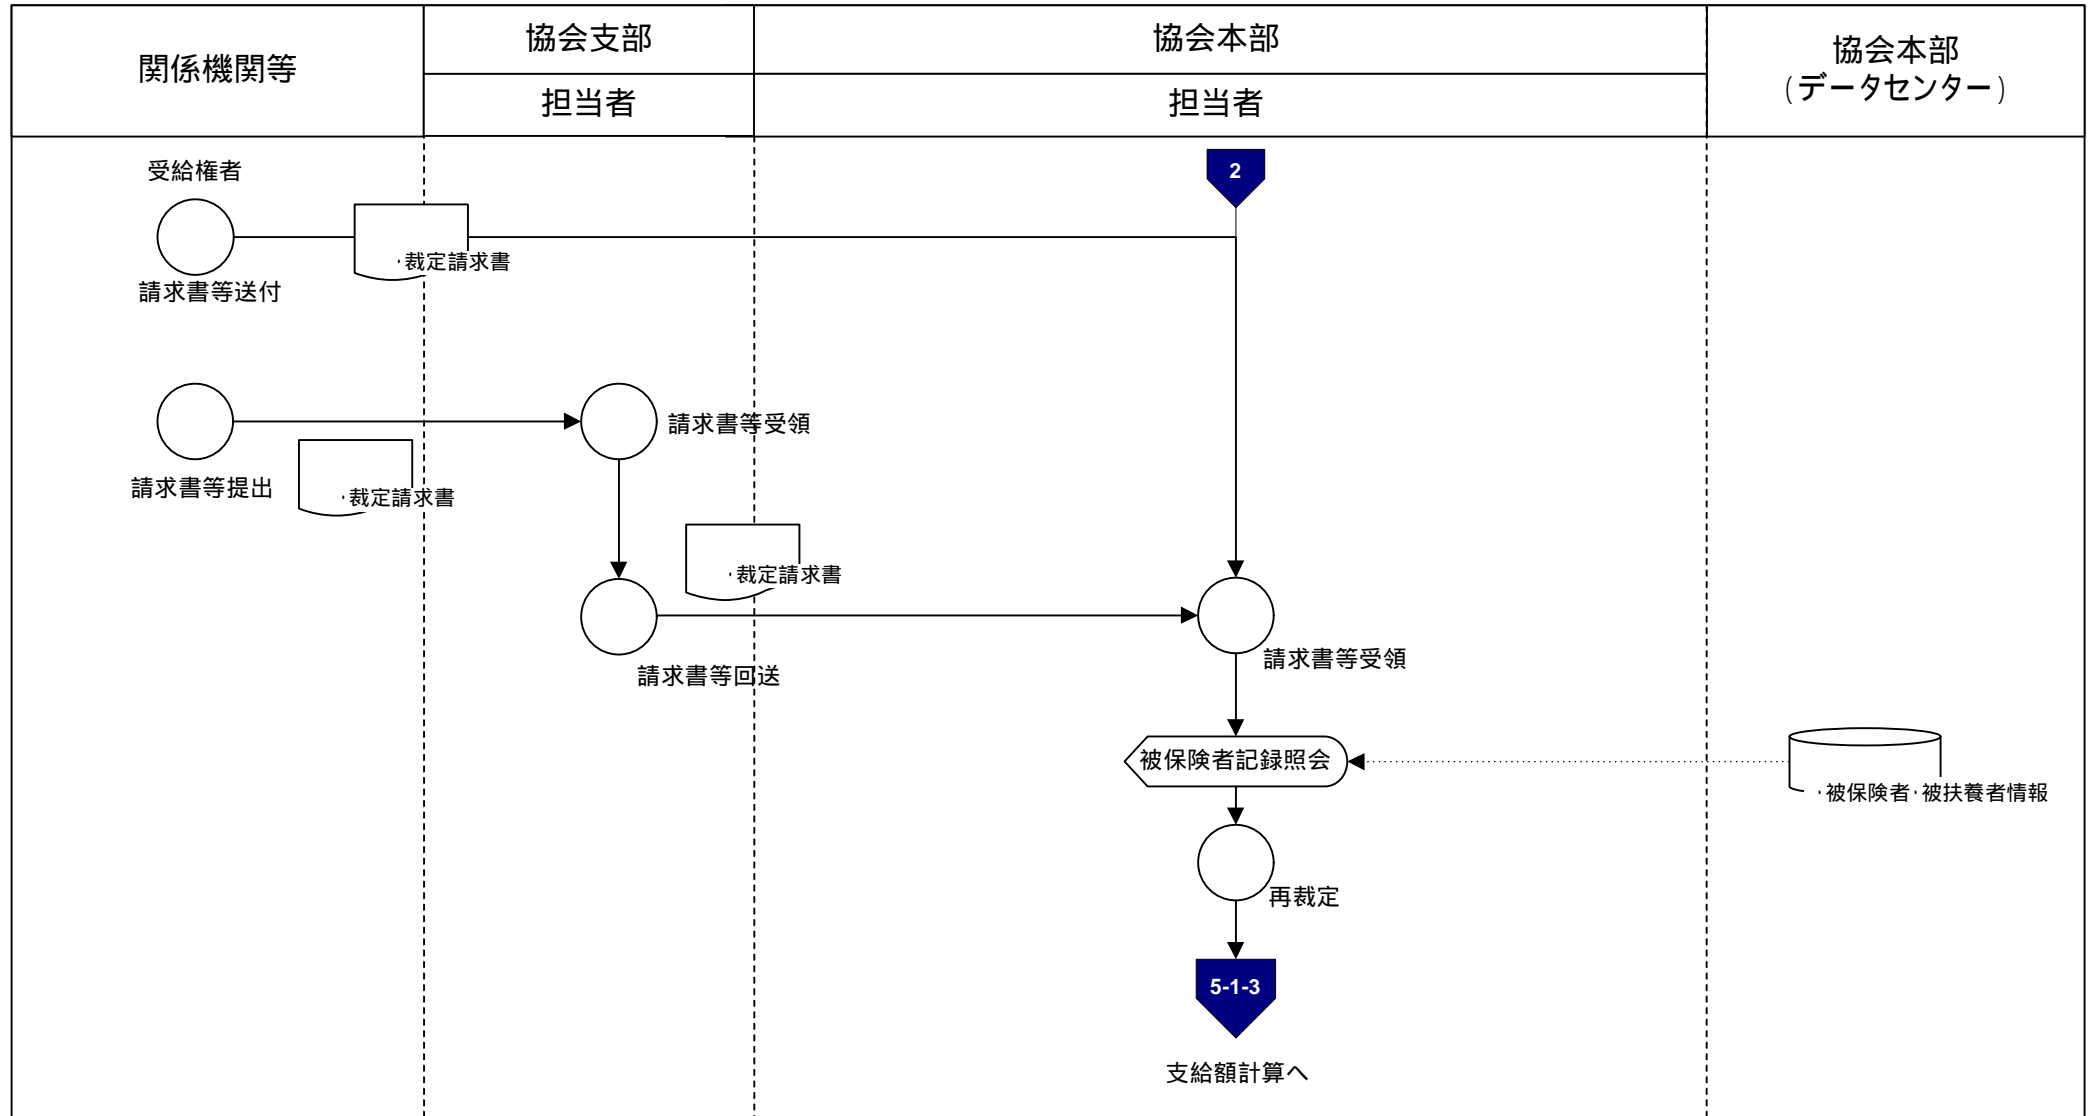 関係機関等
協会支部
協会本部
協会本部
(データセンター)
担当者
担当者
受給権者
2
・裁定請求書
請求書等送付
請求書等受領
請求書等提出
・裁定請求書
・裁定請求書
請求書等回送
請求書等受領
被保険者記録照会
・被保険者・被扶養者情報
再裁定
5-1-3
支給額計算へ